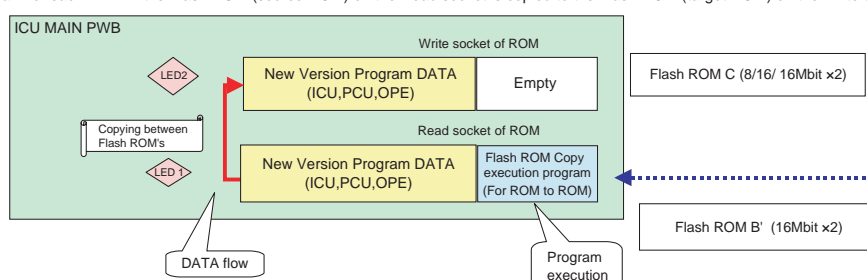 ICU MAIN PWB
Write socket of ROM
LED2
New Version Program DATA
(ICU,PCU,OPE)
Empty
Flash ROM C (8/16/ 16Mbit ×2)
Copying between
Flash ROM's
Read socket of ROM
LED 1
New Version Program DATA
(ICU,PCU,OPE)
Flash ROM Copy
execution program
(For ROM to ROM)
Flash ROM B' (16Mbit ×2)
DATA flow
Program
execution